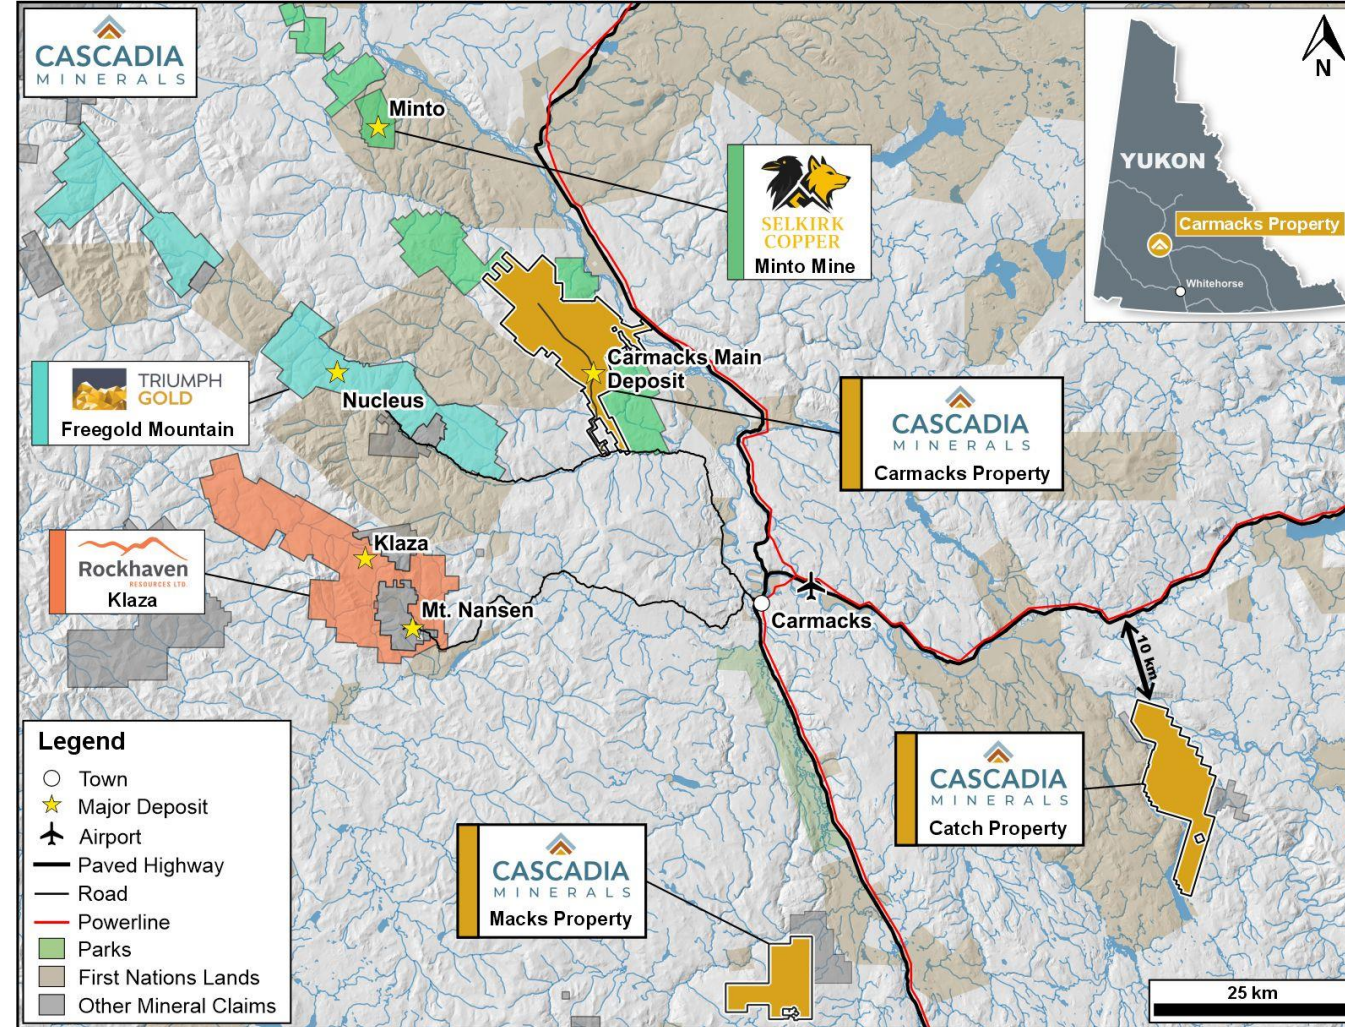 CASCADIA
MINERALS
Minto
N
YUKON
Carmacks Property
Whitehorse
SELKIRK
COPPER
Minto Mine
Carmacks Main
Deposit
TRIUMPH
GOLD
Freegold Mountain
Nucleus
CASCADIA
MINERALS
Carmacks Property
Rockhaven
RESOURCES LTD
Klaza
Klaza
Mt. Nansen
Carmacks
10 km
Legend
Town
Major Deposit
Airport
Paved Highway
Road
Powerline
Parks
First Nations Lands
Other Mineral Claims
CASCADIA
MINERALS
Catch Property
CASCADIA
MINERALS
Macks Property
25 km